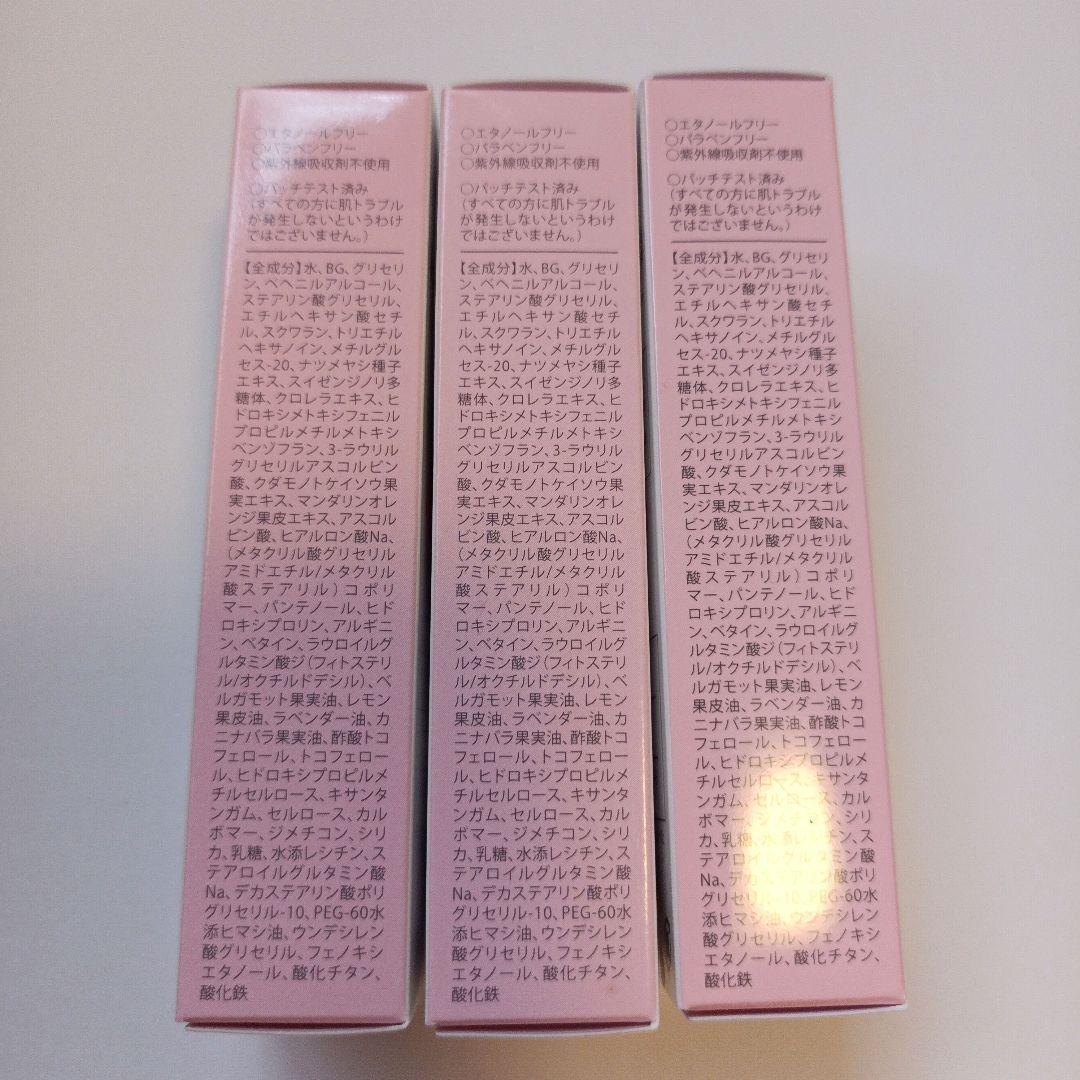 ○エタノールフリー
○パラベンフリー
○紫外線吸収剤不使用
○パッチテスト済み
(すべての方に肌トラブル
が発生しないというわけ
ではございません。)
【全成分】水、BG、グリセリ
ン、ベヘニルアルコール、
ステアリン酸グリセリル、
エチルヘキサン酸セチ
ル、スクワラン、トリエチル
ヘキサノイン、メチルグル
セス-20、ナツメヤシ種子
エキス、スイゼンジノリ多
糖体、クロレラエキス、ヒ
ドロキシメトキシフェニル
プロピルメチルメトキシ
ベンゾフラン、3-ラウリル
グリセリルアスコルビン
酸、クダモノトケイソウ果
実エキス、マンダリンオレ
ンジ果皮エキス、アスコル
ビン酸、ヒアルロン酸Na、
(メタクリル酸グリセリル
アミドエチル/メタクリル
酸ステアリル)コポリ
マー、パンテノール、ヒド
ロキシプロリン、アルギニ
ン、ベタイン、ラウロイルグ
ルタミン酸ジ(フィトステリ
ル/オクチルドデシル)、ベ
ルガモット果実油、レモン
果皮油、ラベンダー油、カ
ニナバラ果実油、酢酸トコ
フェロール、トコフェロー
ル、ヒドロキシプロピルメ
チルセルロース、キサンタ
ンガム、セルロース、カル
ボマー、ジメチコン、シリ
カ、乳糖、水添レシチン、ス
テアロイルグルタミン酸
Na、デカステアリン酸ポリ
グリセリル-10、PEG-60水
添ヒマシ油、ウンデシレン
酸グリセリル、フェノキシ
エタノール、酸化チタン、
酸化鉄
○エタノールフリー
○パラベンフリー
○紫外線吸収剤不使用
○パッチテスト済み
(すべての方に肌トラブル
が発生しないというわけ
ではございません。)
【全成分】水、BG、グリセリ
ン、ベヘニルアルコール、
ステアリン酸グリセリル、
エチルヘキサン酸セチ
ル、スクワラン、トリエチル
ヘキサノイン、メチルグル
セス-20、ナツメヤシ種子
エキス、スイゼンジノリ多
糖体、クロレラエキス、ヒ
ドロキシメトキシフェニル
プロピルメチルメトキシ
ベンゾフラン、3-ラウリル
グリセリルアスコルビン
酸、クダモノトケイソウ果
実エキス、マンダリンオレ
ンジ果皮エキス、アスコル
ビン酸、ヒアルロン酸Na、
(メタクリル酸グリセリル
アミドエチル/メタクリル
酸ステアリル)コポリ
マー、パンテノール、ヒド
ロキシプロリン、アルギニ
ン、ベタイン、ラウロイルグ
ルタミン酸ジ(フィトステリ
ル/オクチルドデシル)、ベ
ルガモット果実油、レモン
果皮油、ラベンダー油、カ
ニナバラ果実油、酢酸トコ
フェロール、トコフェロー
ル、ヒドロキシプロピルメ
チルセルロース、キサンタ
ンガム、セルロース、カル
ボマー、ジメチコン、シリ
カ、乳糖、水添レシチン、ス
テアロイルグルタミン酸
Na、デカステアリン酸ポリ
グリセリル-10、PEG-60水
添ヒマシ油、ウンデシレン
酸グリセリル、フェノキシ
エタノール、酸化チタン、
酸化鉄
○エタノールフリー
○パラベンフリー
○紫外線吸収剤不使用
○パッチテスト済み
(すべての方に肌トラブル
が発生しないというわけ
ではございません。)
【全成分】水、BG、グリセリ
ン、ベヘニルアルコール、
ステアリン酸グリセリル、
エチルヘキサン酸セチ
ル、スクワラン、トリエチル
ヘキサノイン、メチルグル
セス-20、ナツメヤシ種子
エキス、スイゼンジノリ多
糖体、クロレラエキス、ヒ
ドロキシメトキシフェニル
プロピルメチルメトキシ
ベンゾフラン、3-ラウリル
グリセリルアスコルビン
酸、クダモノトケイソウ果
実エキス、マンダリンオレ
ンジ果皮エキス、アスコル
ビン酸、ヒアルロン酸Na、
(メタクリル酸グリセリル
アミドエチル/メタクリル
酸ステアリル)コポリ
マー、パンテノール、ヒド
ロキシプロリン、アルギニ
ン、ベタイン、ラウロイルグ
ルタミン酸ジ(フィトステリ
ル/オクチルドデシル)、ベ
ルガモット果実油、レモン
果皮油、ラベンダー油、カ
ニナバラ果実油、酢酸トコ
フェロール、トコフェロー
ル、ヒドロキシプロピルメ
チルセルロース、キサンタ
ンガム、セルロース、カル
ボマー、ジメチコン、シリ
カ、乳糖、水添レシチン、ス
テアロイルグルタミン酸
Na、デカステアリン酸ポリ
グリセリル-10、PEG-60水
添ヒマシ油、ウンデシレン
酸グリセリル、フェノキシ
エタノール、酸化チタン、
酸化鉄